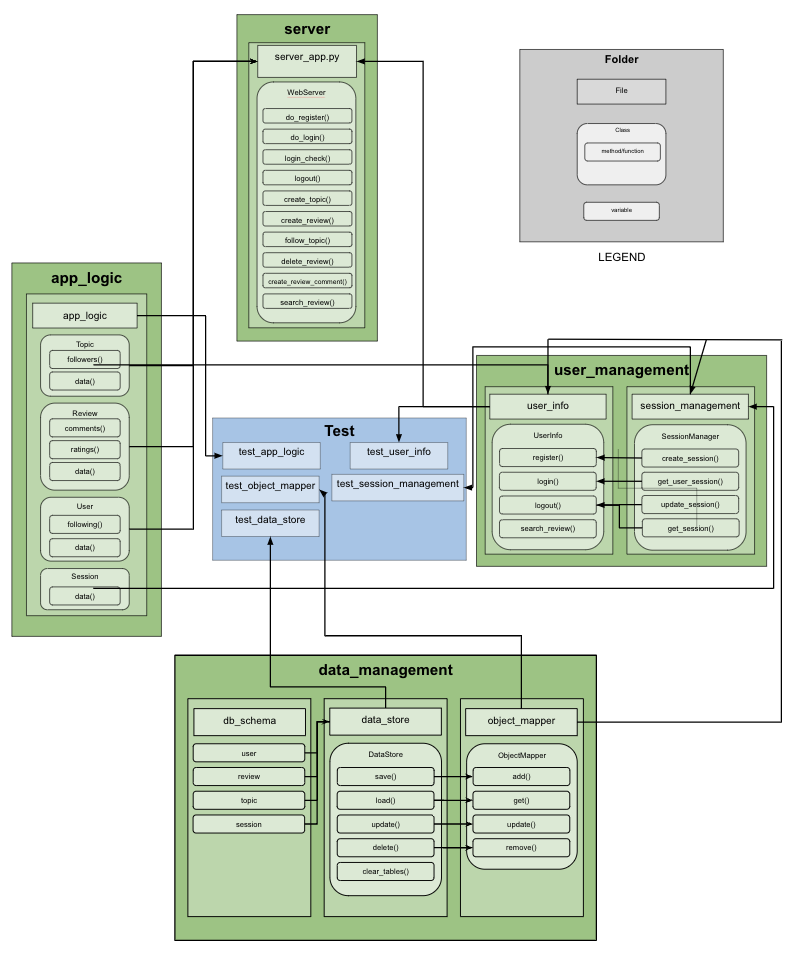 server
server_app.py
WebServer
do_register()
do_login()
login_check()
logout()
create_topic()
create_review()
follow_topic()
delete_review()
create_review_comment()
search_review()
Folder
File
Class
method/function
variable
LEGEND
app_logic
app_logic
Topic
followers()
data()
Review
comments()
ratings()
data()
User
following()
data()
Session
data()
Test
test_app_logic
test_user_info
test_object_mapper
test_session_management
test_data_store
user_management
user_info
UserInfo
register()
login()
logout()
search_review()
session_management
SessionManager
create_session()
get_user_session()
update_session()
get_session()
data_management
db_schema
user
review
topic
session
data_store
DataStore
save()
load()
update()
delete()
clear_tables()
object_mapper
ObjectMapper
add()
get()
update()
remove()